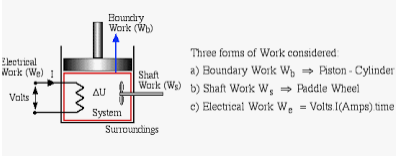 Boundry
Work (Wb)
Electrical
Work (We) I
Volts
ΔU
System
Shaft
Work (Ws)
Surroundings
Three forms of Work considered:
a) Boundary Work Wb ⇒ Piston - Cylinder
b) Shaft Work Ws ⇒ Paddle Wheel
c) Electrical Work We = Volts.I(Amps).time